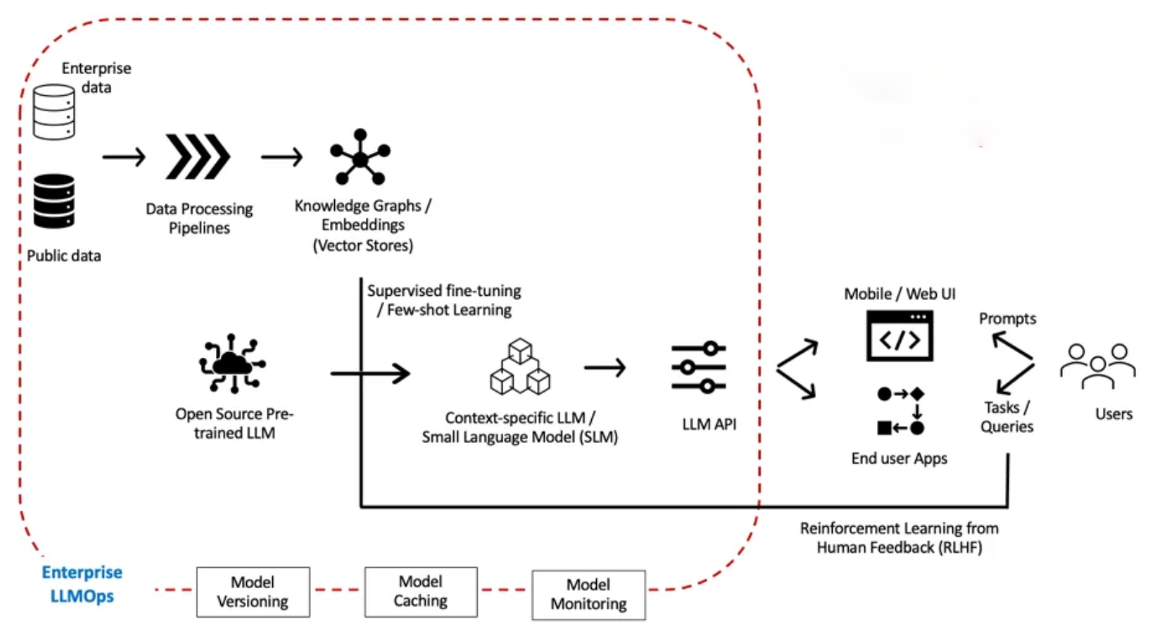 Enterprise
data
Public data
Data Processing
Pipelines
Knowledge Graphs /
Embeddings
(Vector Stores)
Supervised fine-tuning
/ Few-shot Learning
Open Source Pre-
trained LLM
Context-specific LLM /
Small Language Model (SLM)
LLM API
Mobile / Web UI
</>
End user Apps
Prompts
Tasks /
Queries
Users
Reinforcement Learning from
Human Feedback (RLHF)
Enterprise
LLMOps
Model
Versioning
Model
Caching
Model
Monitoring